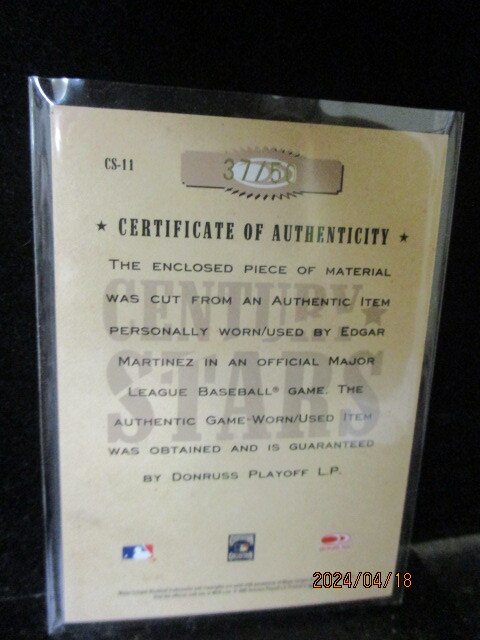 CS-11
37/50
★ CERTIFICATE OF AUTHENTICITY ★
THE ENCLOSED PIECE OF MATERIAL
WAS CUT FROM AN AUTHENTIC ITEM
PERSONALLY WORN/USED BY EDGAR
MARTINEZ IN AN OFFICIAL MAJOR
LEAGUE BASEBALL® GAME. THE
AUTHENTIC GAME-WORN/USED ITEM
WAS OBTAINED AND IS GUARANTEED
BY DONRUSS PLAYOFF L.P.
CENTURY
STARS
2024/04/18